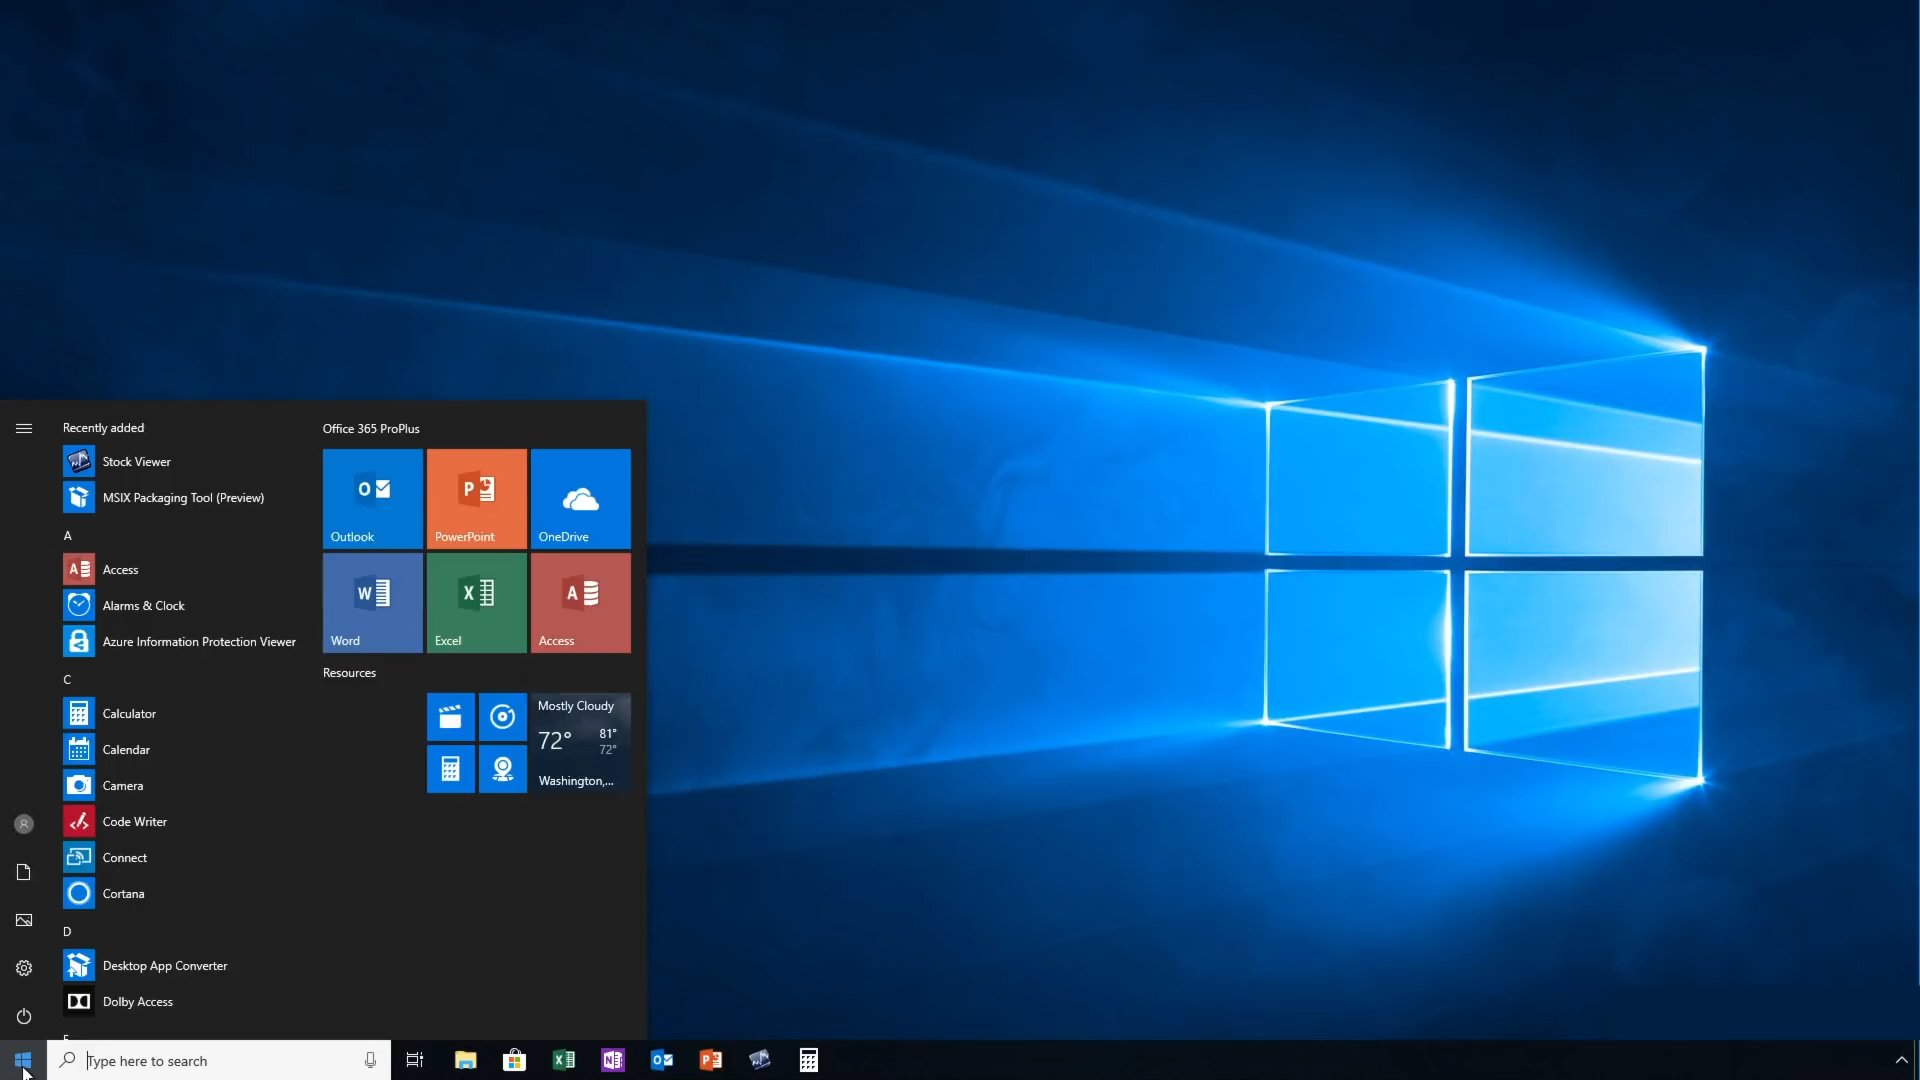 Recently added
Stock Viewer
MSIX Packaging Tool (Preview)
A
Access
Alarms & Clock
Azure Information Protection Viewer
C
Calculator
Calendar
Camera
Code Writer
Connect
Cortana
D
Desktop App Converter
Dolby Access
Office 365 ProPlus
Outlook
PowerPoint
OneDrive
Word
Excel
Access
Resources
Mostly Cloudy
72° 81°
72°
Washington,...
Type here to search